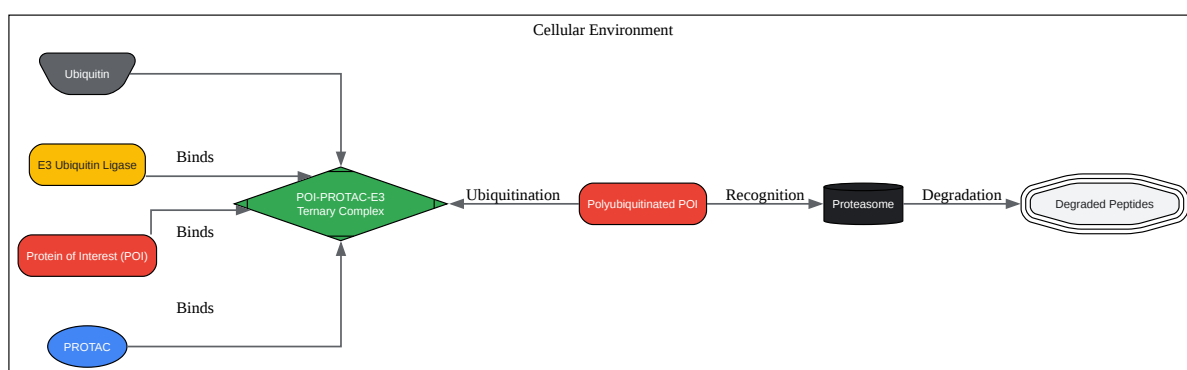 Cellular Environment
Ubiquitin
E3 Ubiquitin Ligase
Binds
POI-PROTAC-E3
Ternary Complex
Ubiquitination
Polyubiquitinated POI
Recognition
Proteasome
Degradation
Degraded Peptides
Binds
Protein of Interest (POI)
Binds
PROTAC